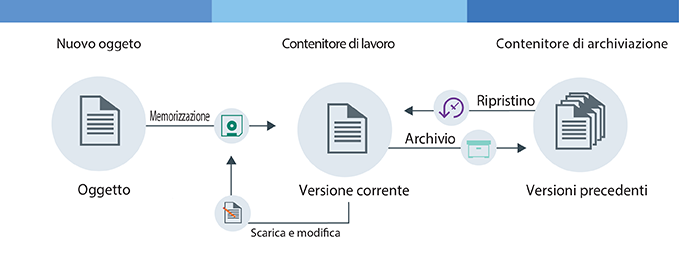 Nuovo oggeto
Contenitore di lavoro
Contenitore di archiviazione
Memorizzazione
Ripristino
Archivio
Oggetto
Versione corrente
Versioni precedenti
Scarica e modifica